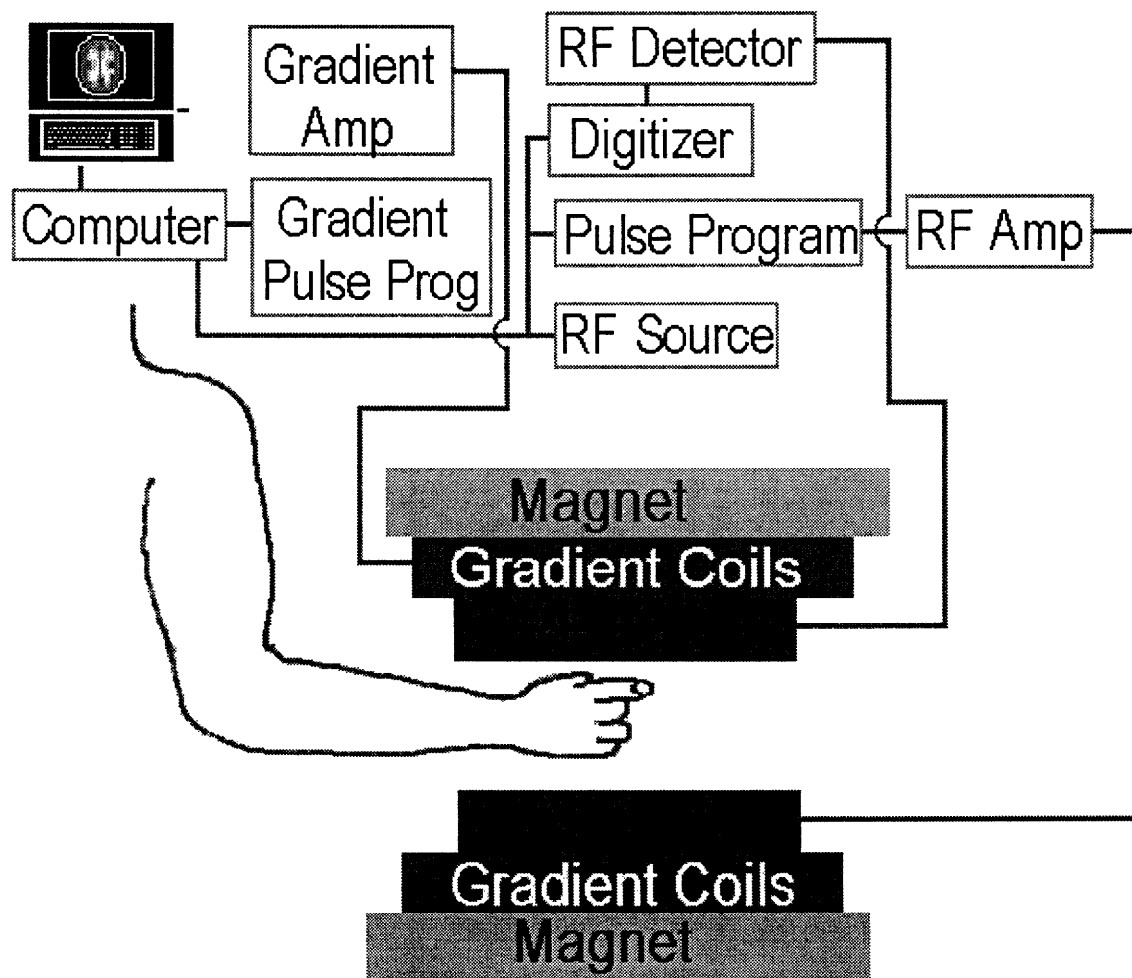 Gradient
Amp
RF Detector
Digitizer
Computer
Gradient
Pulse Prog
Pulse Program
RF Amp
RF Source
Magnet
Gradient Coils
Gradient Coils
Magnet